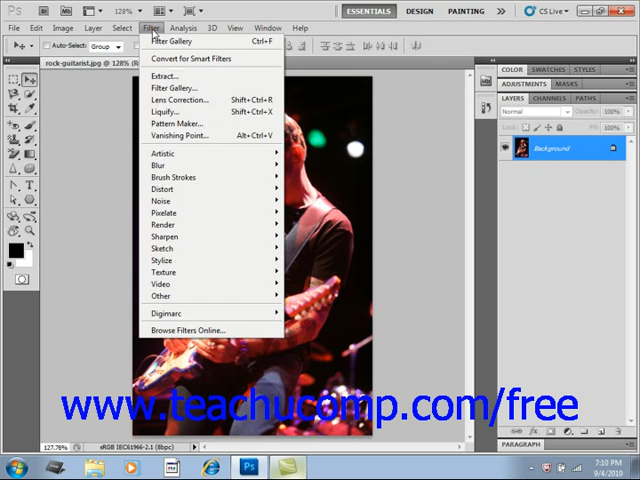 Ps Br Mb 128% ESSENTIALS DESIGN PAINTING CS Live
File Edit Image Layer Select Filter Analysis 3D View Window Help
Auto-Select: Group
rock-guitarist.jpg @ 128%
Filter Gallery Ctrl+F
Convert for Smart Filters
Extract...
Filter Gallery...
Lens Correction... Shift+Ctrl+R
Liquify... Shift+Ctrl+X
Pattern Maker...
Vanishing Point... Alt+Ctrl+V
Artistic
Blur
Brush Strokes
Distort
Noise
Pixelate
Render
Sharpen
Sketch
Stylize
Texture
Video
Other
Digimarc
Browse Filters Online...
COLOR SWATCHES STYLES
ADJUSTMENTS MASKS
LAYERS CHANNELS PATHS
Normal Opacity: 100%
Lock: Fill: 100%
Background
www.teachucomp.com/free
127.78% sRGB IEC61966-2.1 (8bpc)
PARAGRAPH
Ps
7:10 PM
9/4/2010